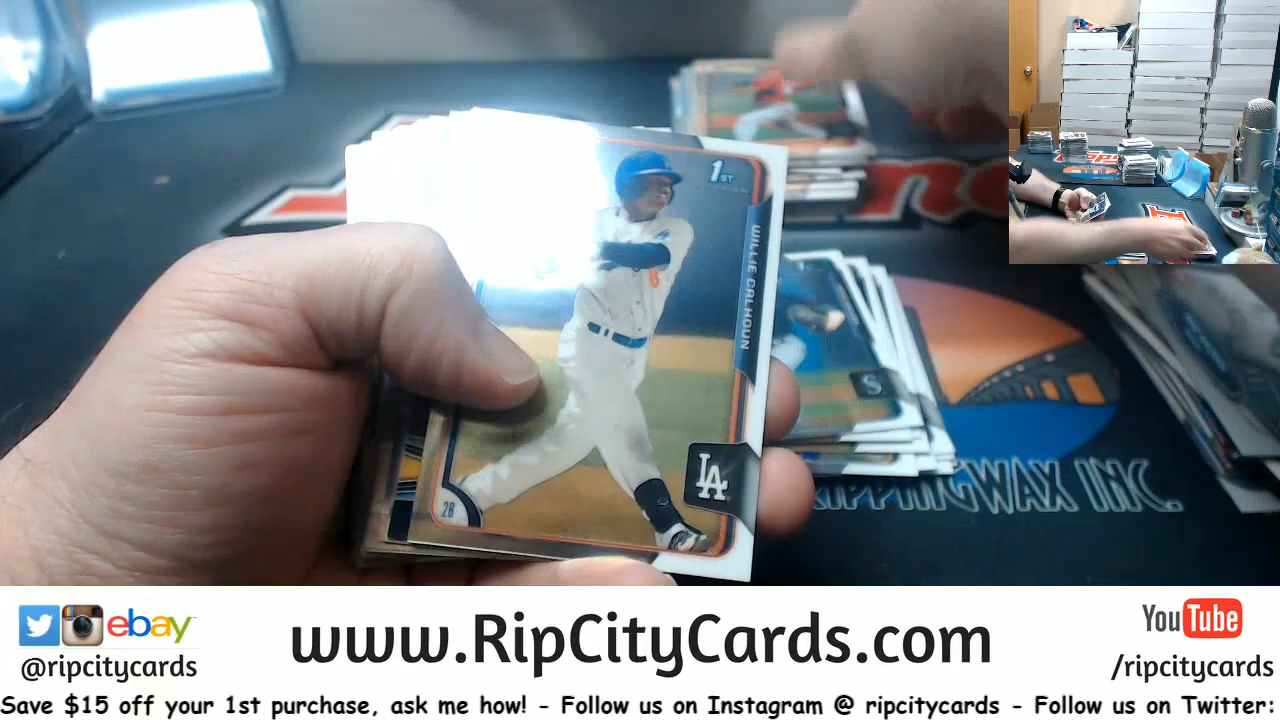 1ST
WILLIE CALHOUN
8
LA
28
S
RIPPINGWAX INC.
ebay
@ripcitycards
www.RipCityCards.com
YouTube
/ripcitycards
Save $15 off your 1st purchase, ask me how! - Follow us on Instagram @ ripcitycards - Follow us on Twitter: